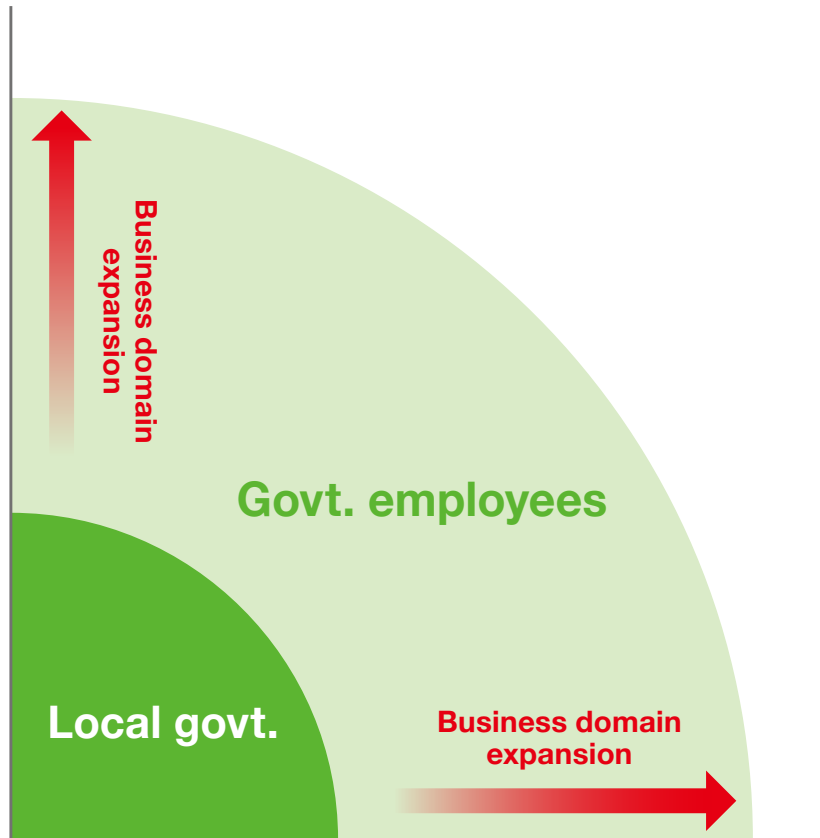 Business domain
expansion
Govt. employees
Local govt.
Business domain
expansion